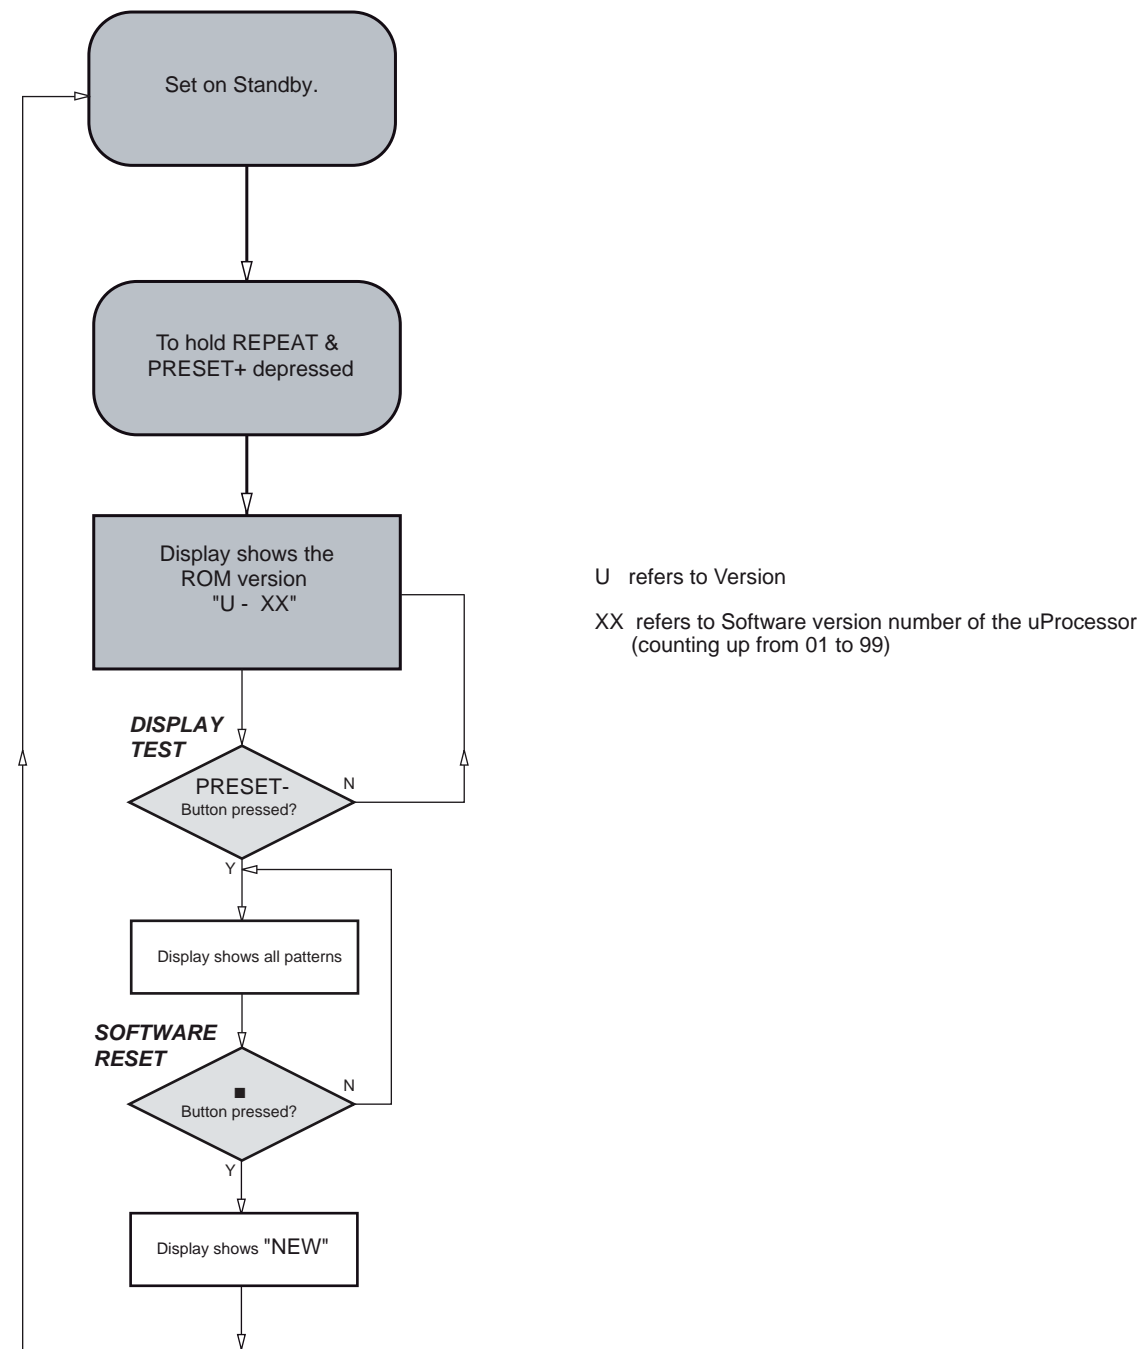 Set on Standby.
To hold REPEAT &
PRESET+ depressed
Display shows the
ROM version
"U -  XX"
U   refers to Version
XX  refers to Software version number of the uProcessor
(counting up from 01 to 99)
DISPLAY
TEST
PRESET-
Button pressed?
N
Y
Display shows all patterns
SOFTWARE
RESET
■
Button pressed?
N
Y
Display shows "NEW"